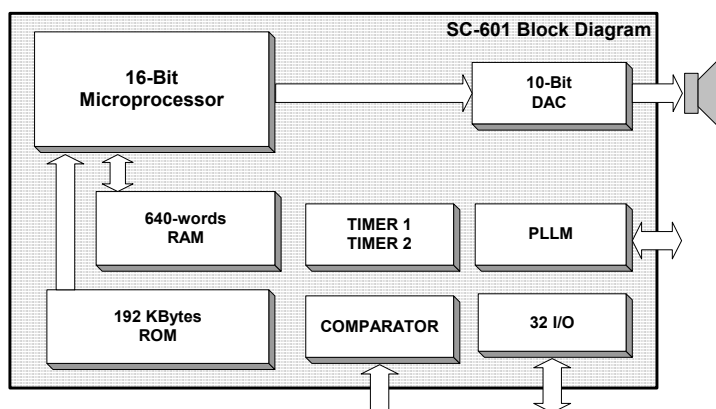 SC-601 Block Diagram
16-Bit
Microprocessor
10-Bit
DAC
640-words
RAM
TIMER 1
TIMER 2
PLLM
192 KBytes
ROM
COMPARATOR
32 I/O